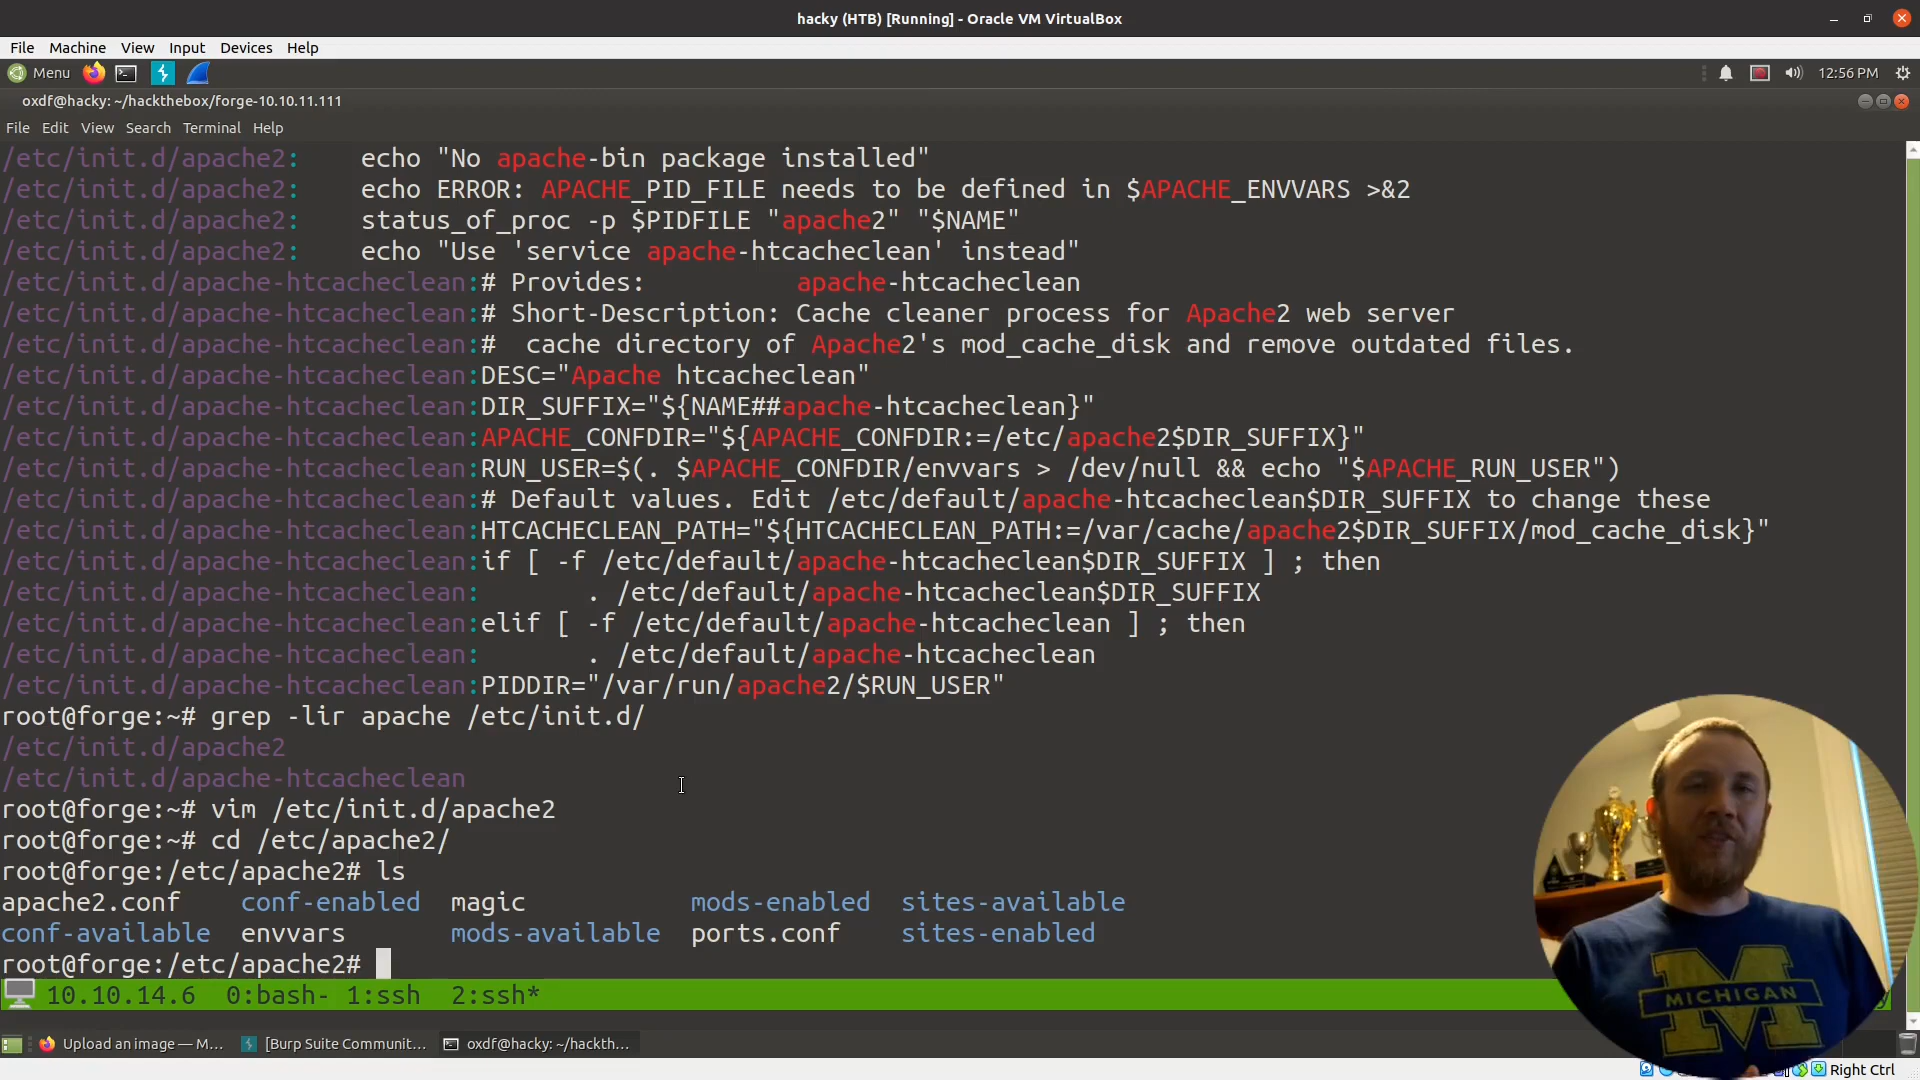 hacky (HTB) [Running] - Oracle VM VirtualBox
File Machine View Input Devices Help
Menu 12:56 PM
oxdf@hacky: ~/hackthebox/forge-10.10.11.111
File Edit View Search Terminal Help
/etc/init.d/apache2:    echo "No apache-bin package installed"
/etc/init.d/apache2:    echo ERROR: APACHE_PID_FILE needs to be defined in $APACHE_ENVVARS >&2
/etc/init.d/apache2:    status_of_proc -p $PIDFILE "apache2" "$NAME"
/etc/init.d/apache2:    echo "Use 'service apache-htcacheclean' instead"
/etc/init.d/apache-htcacheclean:# Provides:          apache-htcacheclean
/etc/init.d/apache-htcacheclean:# Short-Description: Cache cleaner process for Apache2 web server
/etc/init.d/apache-htcacheclean:#  cache directory of Apache2's mod_cache_disk and remove outdated files.
/etc/init.d/apache-htcacheclean:DESC="Apache htcacheclean"
/etc/init.d/apache-htcacheclean:DIR_SUFFIX="${NAME##apache-htcacheclean}"
/etc/init.d/apache-htcacheclean:APACHE_CONFDIR="${APACHE_CONFDIR:=/etc/apache2$DIR_SUFFIX}"
/etc/init.d/apache-htcacheclean:RUN_USER=$(. $APACHE_CONFDIR/envvars > /dev/null && echo "$APACHE_RUN_USER")
/etc/init.d/apache-htcacheclean:# Default values. Edit /etc/default/apache-htcacheclean$DIR_SUFFIX to change these
/etc/init.d/apache-htcacheclean:HTCACHECLEAN_PATH="${HTCACHECLEAN_PATH:=/var/cache/apache2$DIR_SUFFIX/mod_cache_disk}"
/etc/init.d/apache-htcacheclean:if [ -f /etc/default/apache-htcacheclean$DIR_SUFFIX ] ; then
/etc/init.d/apache-htcacheclean:       . /etc/default/apache-htcacheclean$DIR_SUFFIX
/etc/init.d/apache-htcacheclean:elif [ -f /etc/default/apache-htcacheclean ] ; then
/etc/init.d/apache-htcacheclean:       . /etc/default/apache-htcacheclean
/etc/init.d/apache-htcacheclean:PIDDIR="/var/run/apache2/$RUN_USER"
root@forge:~# grep -lir apache /etc/init.d/
/etc/init.d/apache2
/etc/init.d/apache-htcacheclean
root@forge:~# vim /etc/init.d/apache2
root@forge:~# cd /etc/apache2/
root@forge:/etc/apache2# ls
apache2.conf    conf-enabled  magic           mods-enabled  sites-available
conf-available  envvars       mods-available  ports.conf    sites-enabled
root@forge:/etc/apache2#
10.10.14.6  0:bash- 1:ssh  2:ssh*
MICHIGAN
Upload an image — M... [Burp Suite Communit... oxdf@hacky: ~/hackth...
Right Ctrl